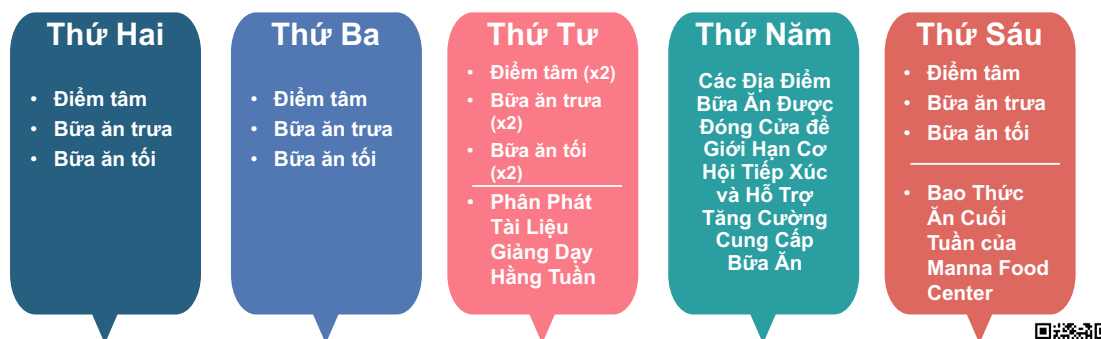 Thứ Hai
• Điểm tâm
• Bữa ăn trưa
• Bữa ăn tối
Thứ Ba
• Điểm tâm
• Bữa ăn trưa
• Bữa ăn tối
Thứ Tư
• Điểm tâm (x2)
• Bữa ăn trưa
(x2)
• Bữa ăn tối
(x2)
• Phân Phát
Tài Liệu
Giảng Dạy
Hằng Tuần
Thứ Năm
Các Địa Điểm
Bữa Ăn Được
Đóng Cửa để
Giới Hạn Cơ
Hội Tiếp Xúc
và Hỗ Trợ
Tăng Cường
Cung Cấp
Bữa Ăn
Thứ Sáu
• Điểm tâm
• Bữa ăn trưa
• Bữa ăn tối
• Bao Thức
Ăn Cuối
Tuần của
Manna Food
Center